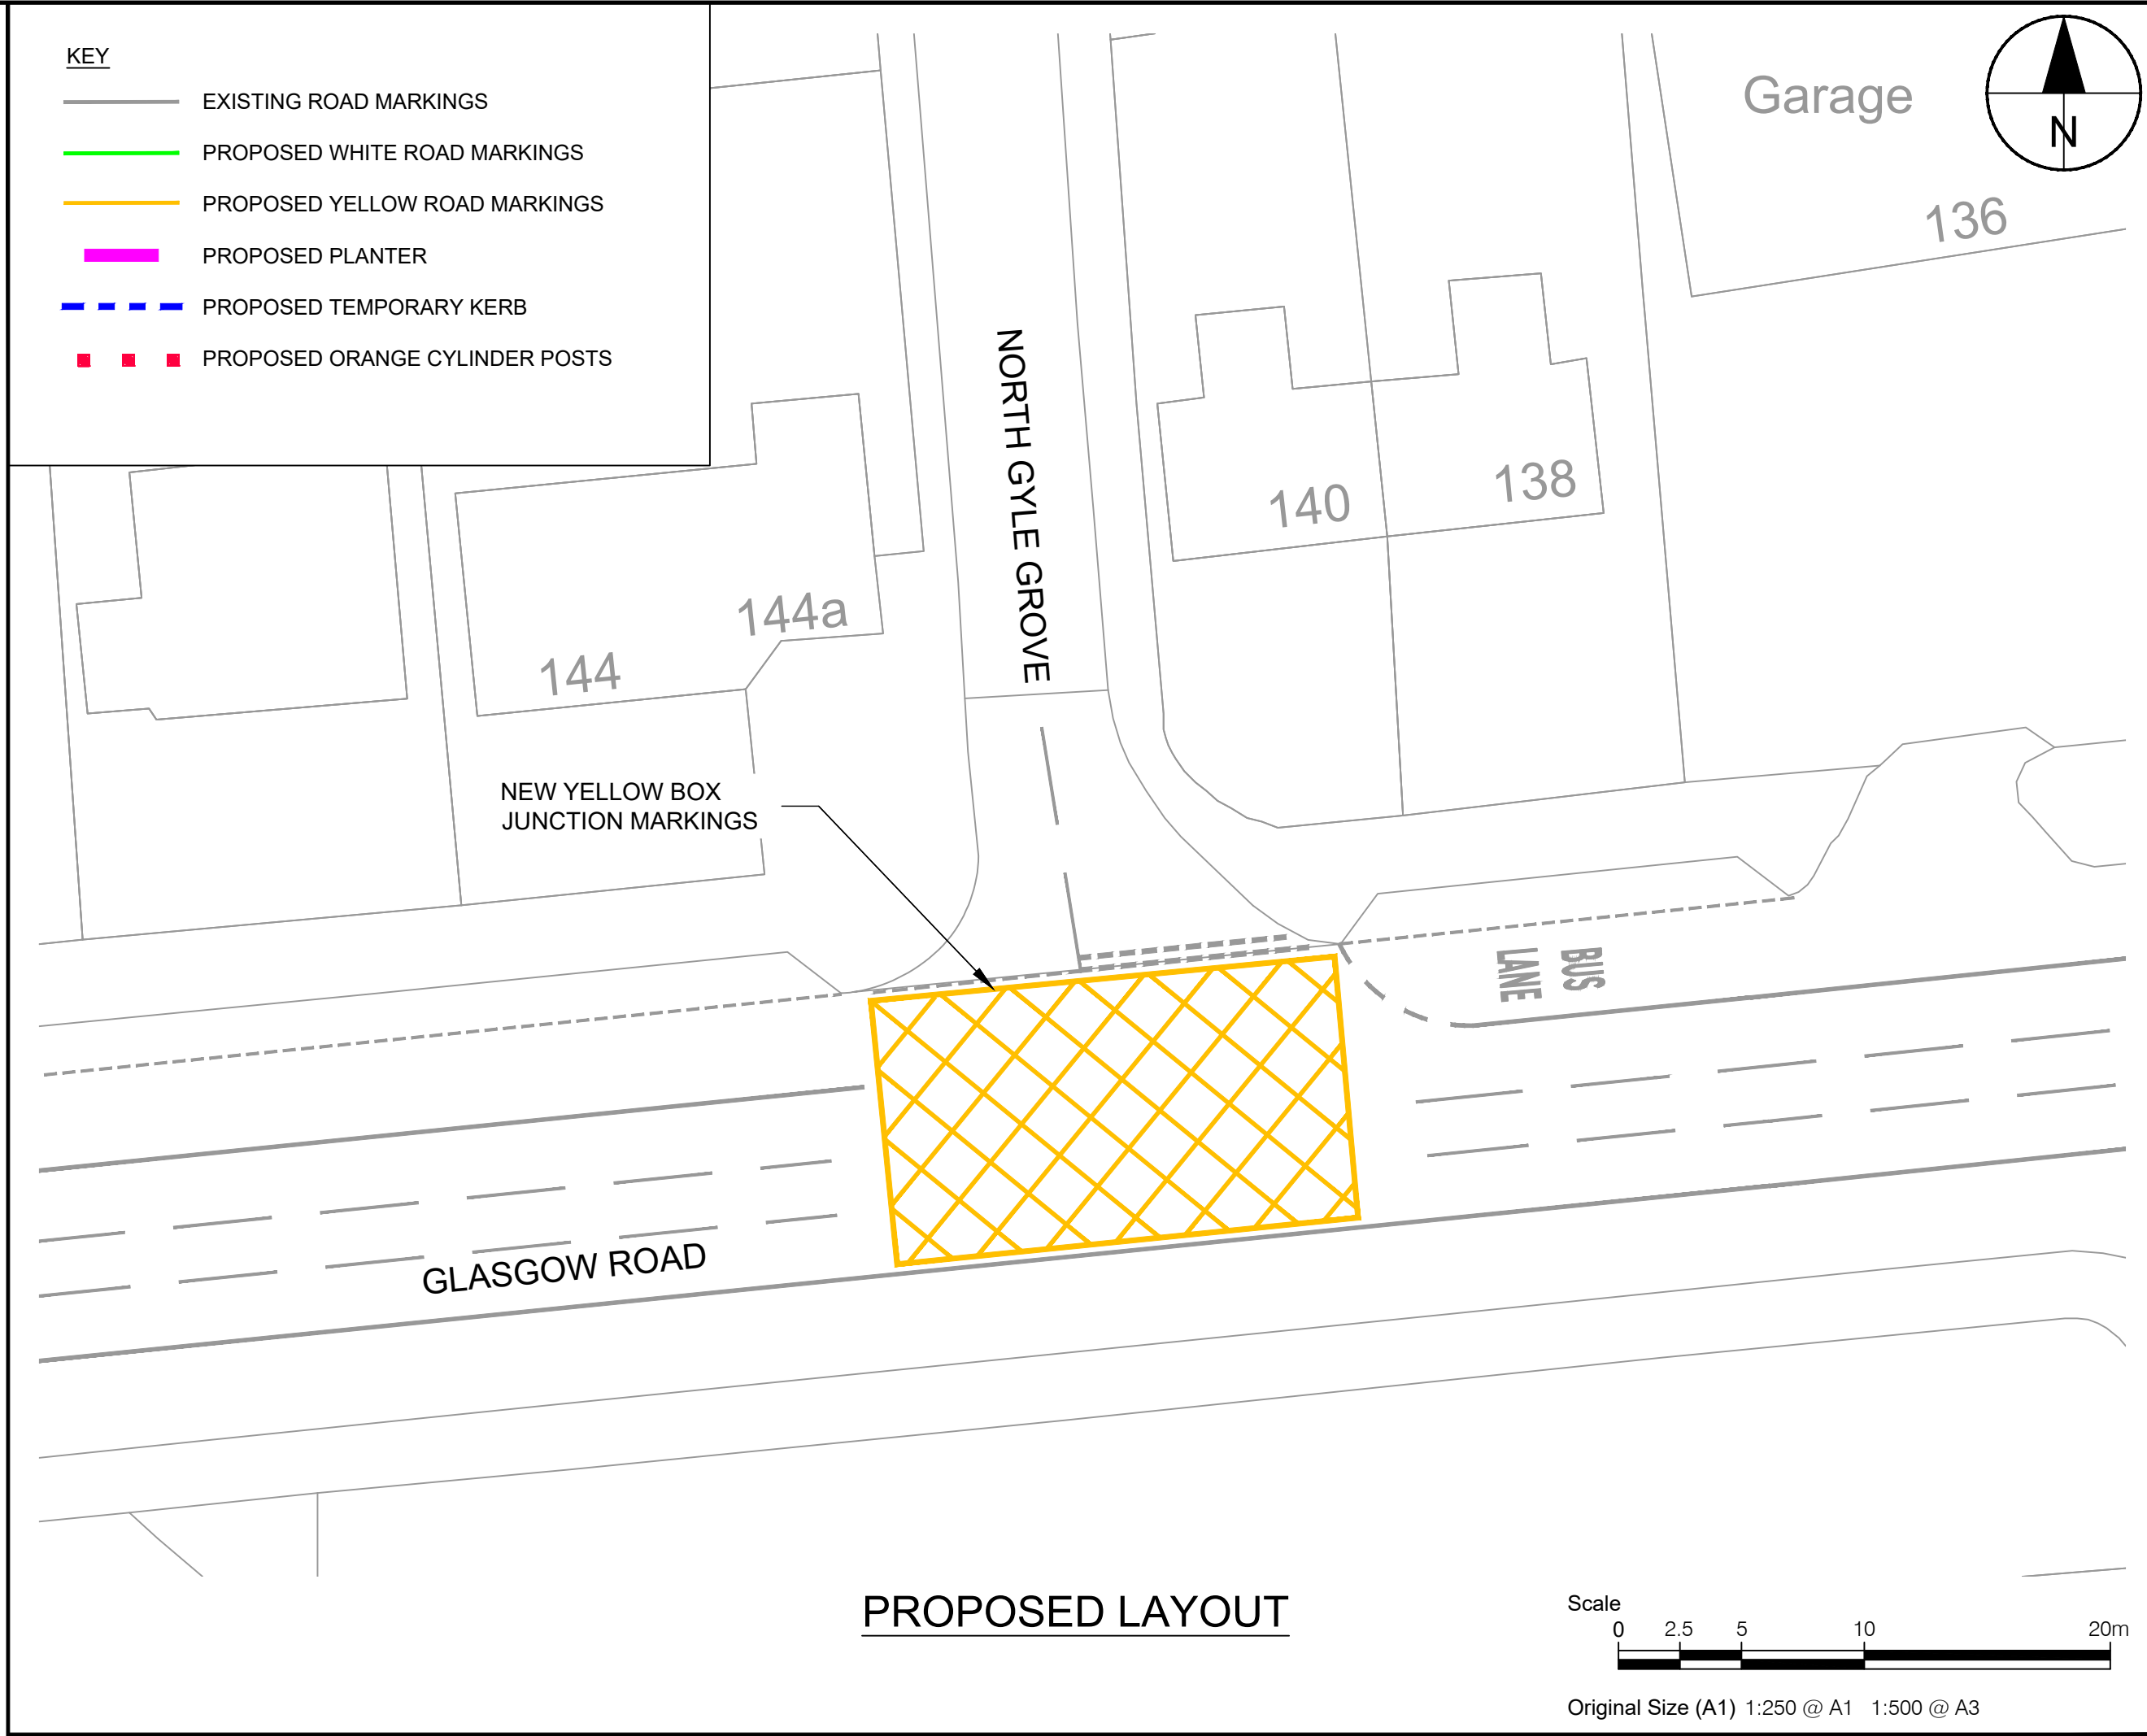 KEY
EXISTING ROAD MARKINGS
PROPOSED WHITE ROAD MARKINGS
PROPOSED YELLOW ROAD MARKINGS
PROPOSED PLANTER
PROPOSED TEMPORARY KERB
PROPOSED ORANGE CYLINDER POSTS
Garage
N
136
NORTH GYLE GROVE
140
138
144a
144
NEW YELLOW BOX
JUNCTION MARKINGS
BUS
LANE
GLASGOW ROAD
PROPOSED LAYOUT
Scale
0 2.5 5 10 20m
Original Size (A1) 1:250 @ A1 1:500 @ A3